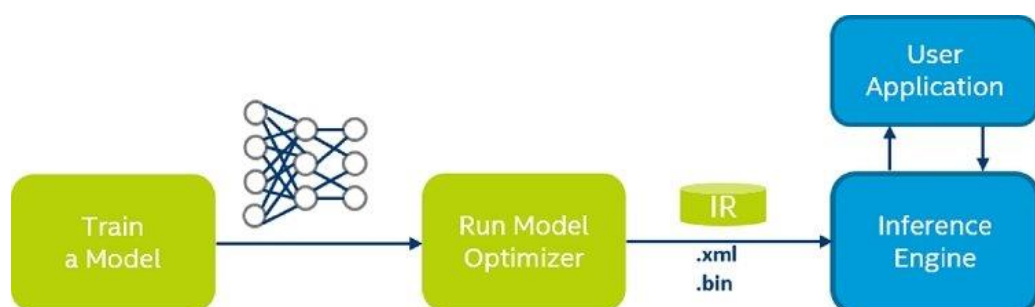 User
Application
Train
a Model
Run Model
Optimizer
IR
.xml
.bin
Inference
Engine